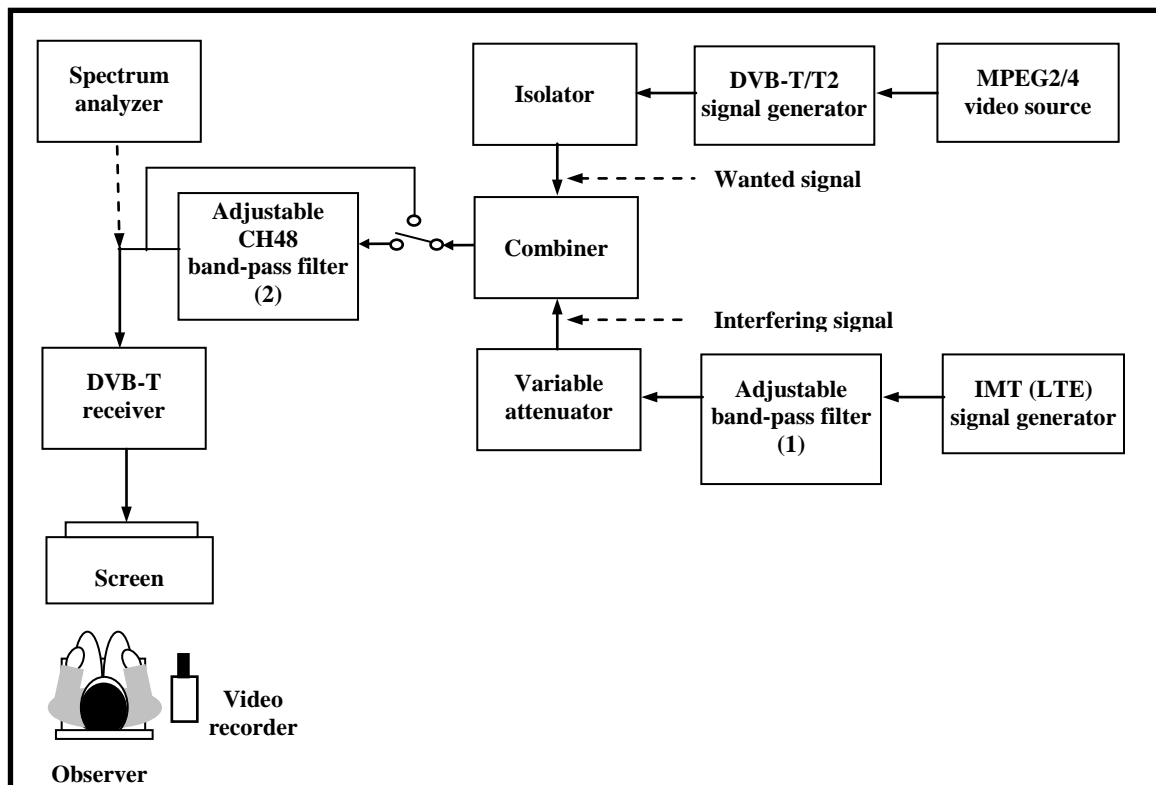 Spectrum
analyzer
Isolator
DVB-T/T2
signal generator
MPEG2/4
video source
Wanted signal
Adjustable
CH48
band-pass filter
(2)
Combiner
Interfering signal
DVB-T
receiver
Variable
attenuator
Adjustable
band-pass filter
(1)
IMT (LTE)
signal generator
Screen
Video
recorder
Observer